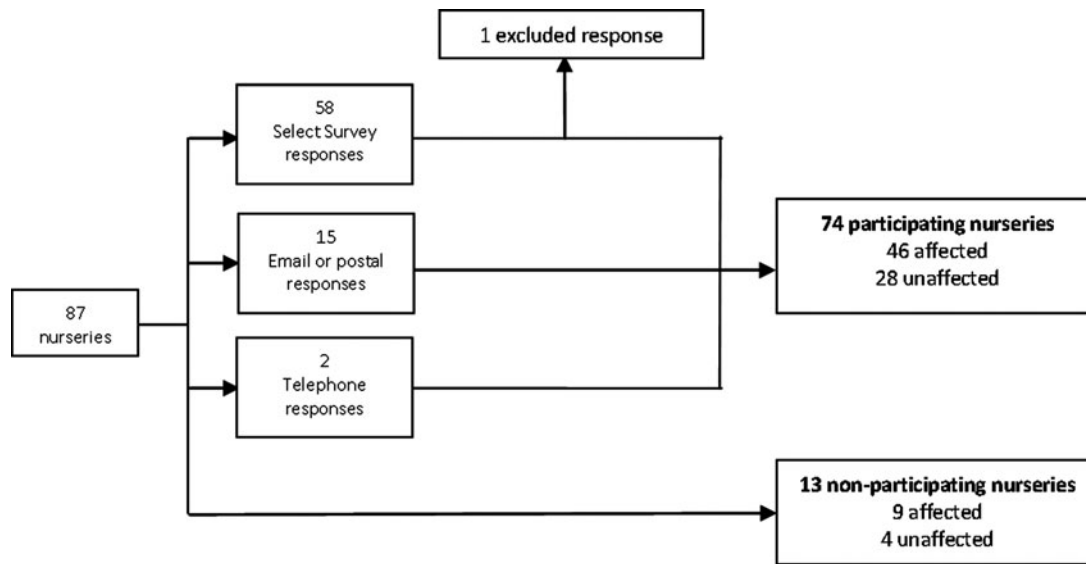 1 excluded response
58
Select Survey
responses
15
Email or postal
responses
87
nurseries
2
Telephone
responses
74 participating nurseries
46 affected
28 unaffected
13 non-participating nurseries
9 affected
4 unaffected